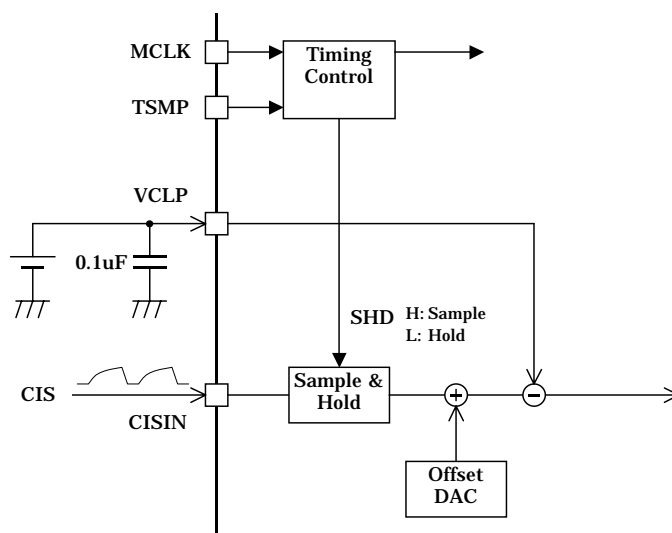 MCLK
Timing
Control
TSMP
VCLP
0.1uF
SHD
H: Sample
L: Hold
CIS
CISIN
Sample &
Hold
+
−
Offset
DAC